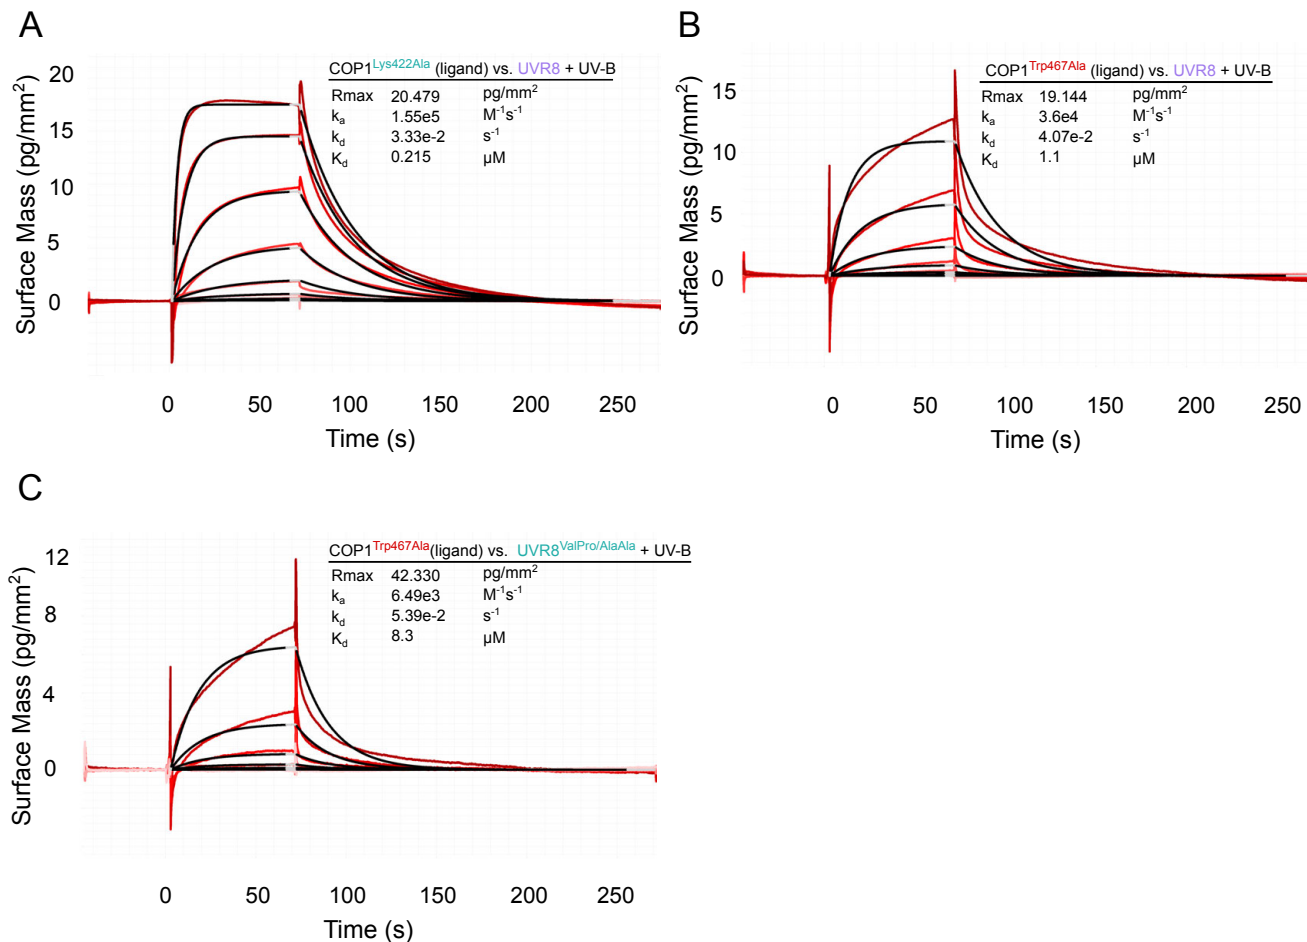 A
COP1Lys422Ala (ligand) vs. UVR8 + UV-B
Rmax 20.479 pg/mm2
ka 1.55e5 M-1s-1
kd 3.33e-2 s-1
Kd 0.215 µM
Surface Mass (pg/mm2)
20
15
10
5
0
0 50 100 150 200 250
Time (s)
B
COP1Trp467Ala (ligand) vs. UVR8 + UV-B
Rmax 19.144 pg/mm2
ka 3.6e4 M-1s-1
kd 4.07e-2 s-1
Kd 1.1 µM
Surface Mass (pg/mm2)
15
10
5
0
0 50 100 150 200 250
Time (s)
C
COP1Trp467Ala(ligand) vs. UVR8ValPro/AlaAla + UV-B
Rmax 42.330 pg/mm2
ka 6.49e3 M-1s-1
kd 5.39e-2 s-1
Kd 8.3 µM
Surface Mass (pg/mm2)
12
8
4
0
0 50 100 150 200 250
Time (s)